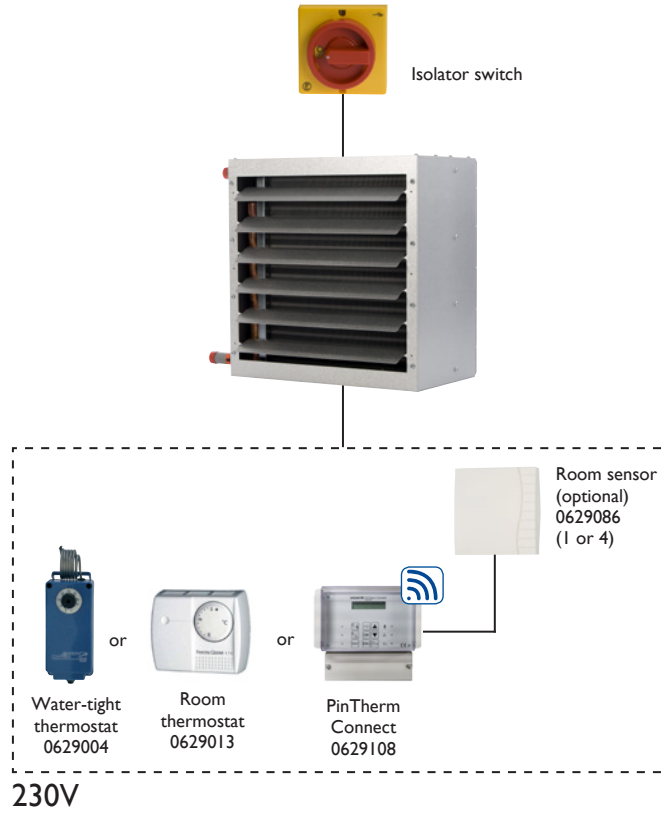 Isolator switch
Room sensor
(optional)
0629086
(1 or 4)
or
or
Water-tight
thermostat
0629004
Room
thermostat
0629013
PinTherm
Connect
0629108
230V